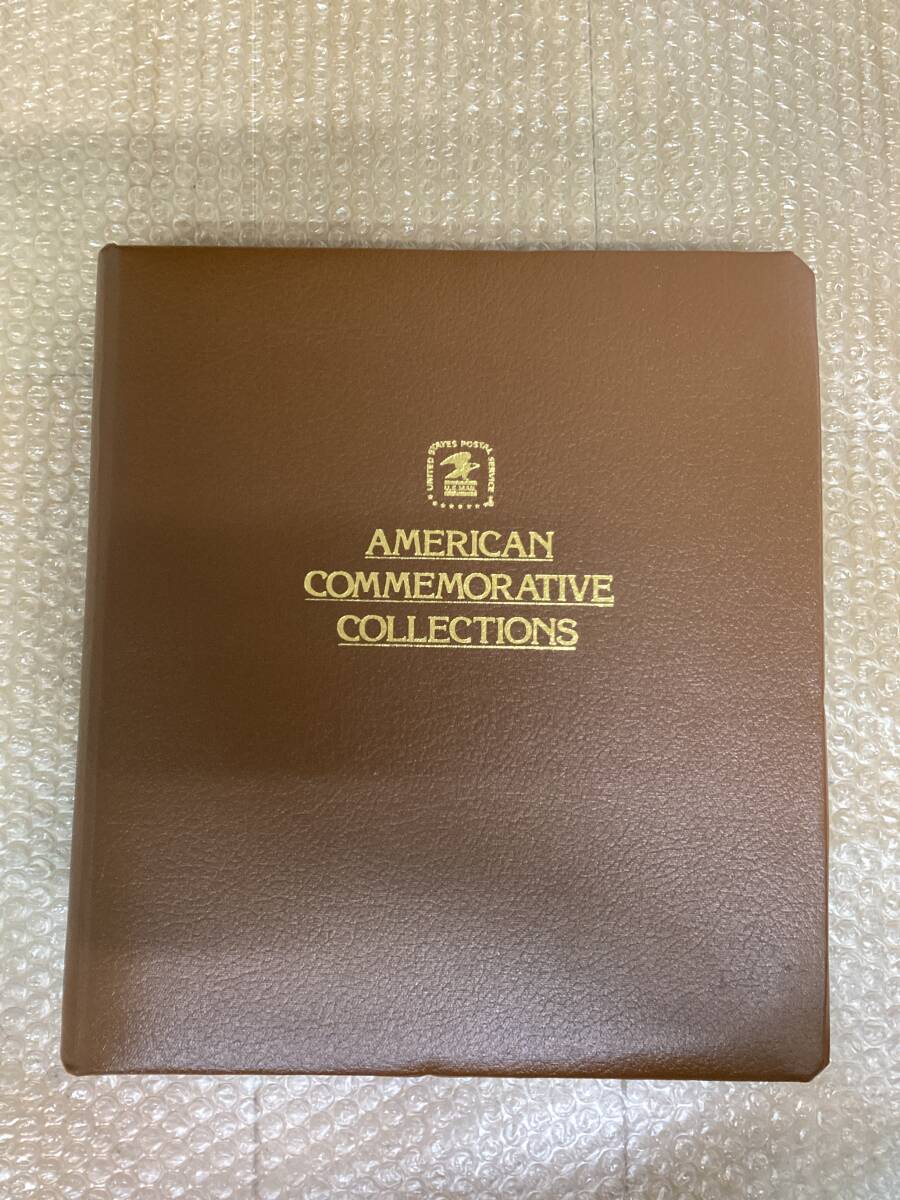 UNITED STATES POSTAL SERVICE
U.S. MAIL
AMERICAN
COMMEMORATIVE
COLLECTIONS